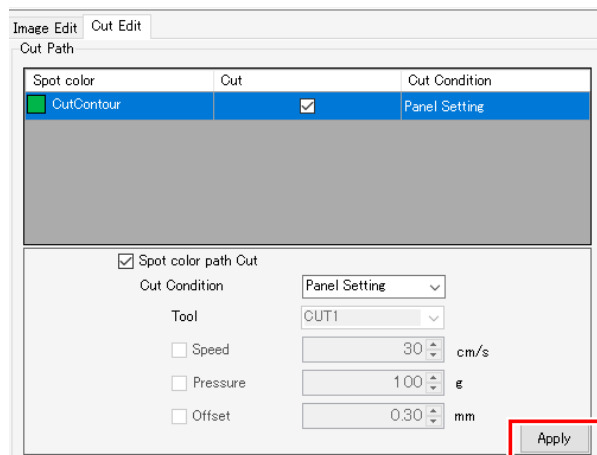 Image Edit Cut Edit
Cut Path
Spot color Cut Cut Condition
CutContour Panel Setting
Spot color path Cut
Cut Condition Panel Setting
Tool CUT1
Speed 30 cm/s
Pressure 100 g
Offset 0.30 mm
Apply